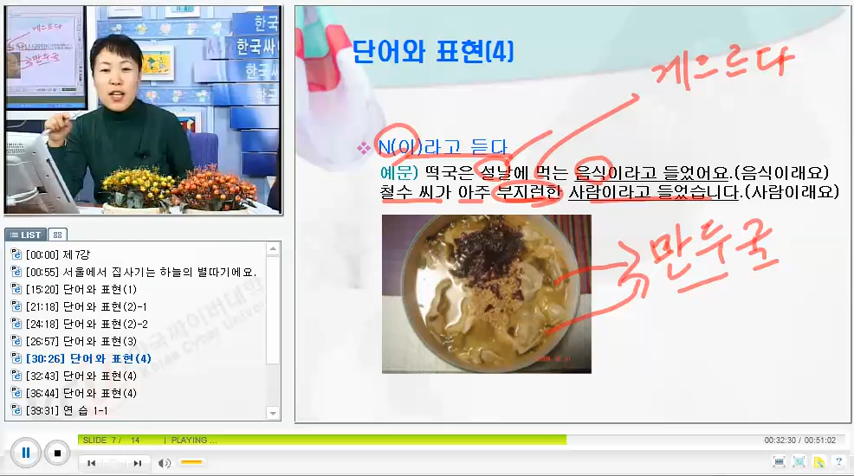 단어와 표현(4)
게으르다
N(이)라고 듣다
예문) 떡국은 설날에 먹는 음식이라고 들었어요.(음식이래요)
철수 씨가 아주 부지런한 사람이라고 들었습니다.(사람이래요)
만두국
LIST
[00:00] 제 7강
[00:55] 서울에서 집사기는 하늘의 별따기에요.
[15:20] 단어와 표현(1)
[21:18] 단어와 표현(2)-1
[24:18] 단어와 표현(2)-2
[26:57] 단어와 표현(3)
[30:26] 단어와 표현(4)
[32:43] 단어와 표현(4)
[36:44] 단어와 표현(4)
[39:31] 연 습 1-1
SLIDE 7 / 14 | PLAYING ...
00:32:30 / 00:51:02